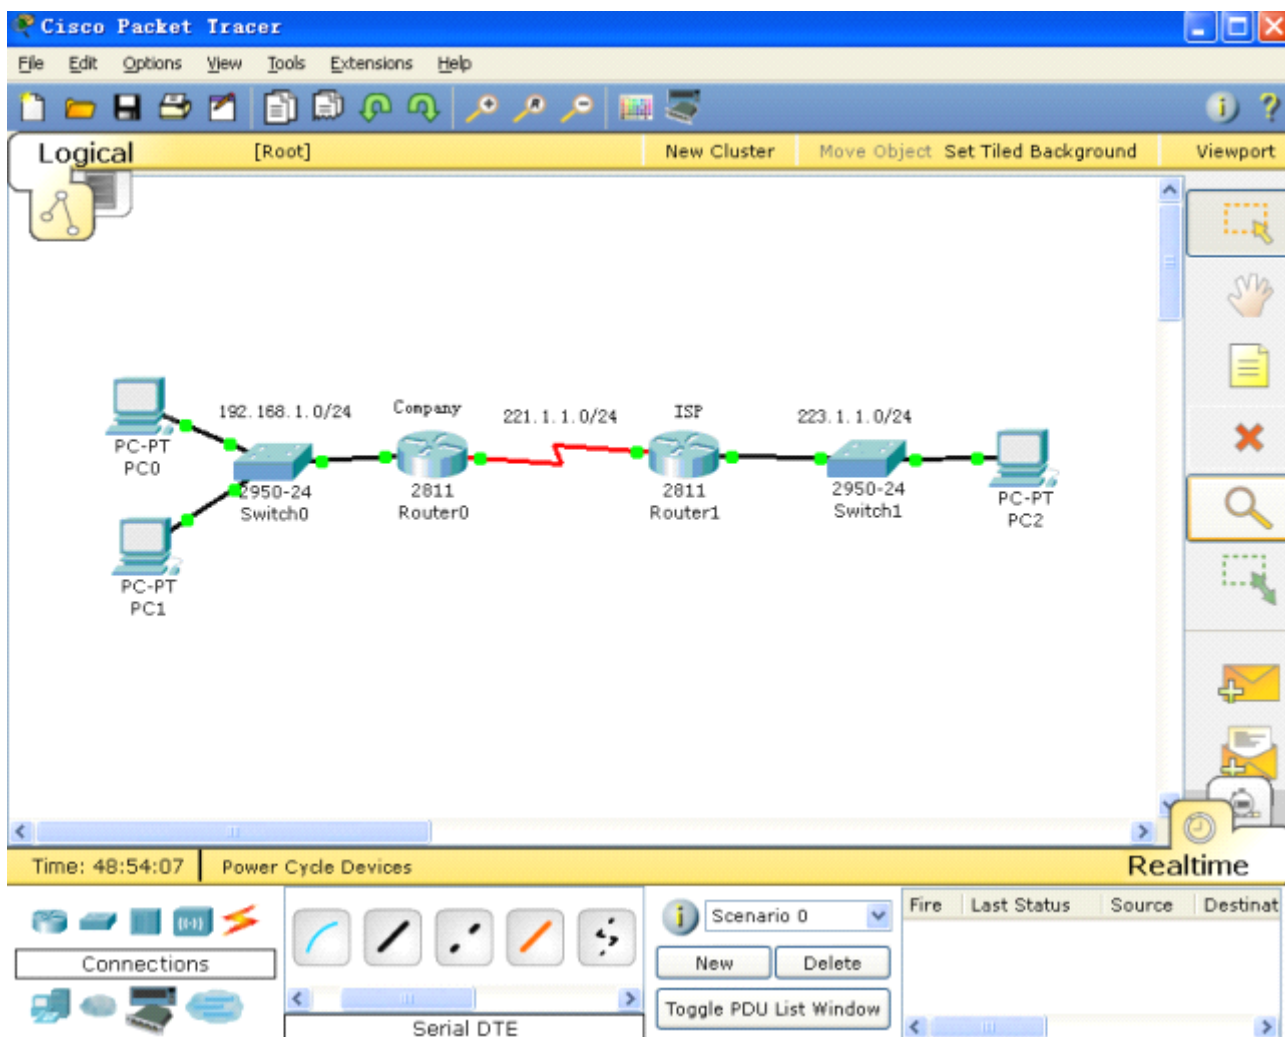 Cisco Packet Tracer
File Edit Options View Tools Extensions Help
Logical [Root] New Cluster Move Object Set Tiled Background Viewport
192.168.1.0/24 Company 221.1.1.0/24 ISP 223.1.1.0/24
PC-PT
PC0
2950-24
Switch0
2811
Router0
2811
Router1
2950-24
Switch1
PC-PT
PC2
PC-PT
PC1
Time: 48:54:07 Power Cycle Devices Realtime
Connections
Serial DTE
Scenario 0
New Delete
Toggle PDU List Window
Fire Last Status Source Destinat